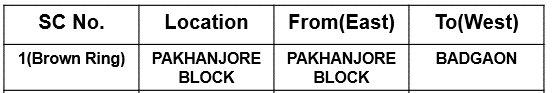 SC No. Location From(East) To(West)
1(Brown Ring) PAKHANJORE PAKHANJORE BADGAON
BLOCK BLOCK